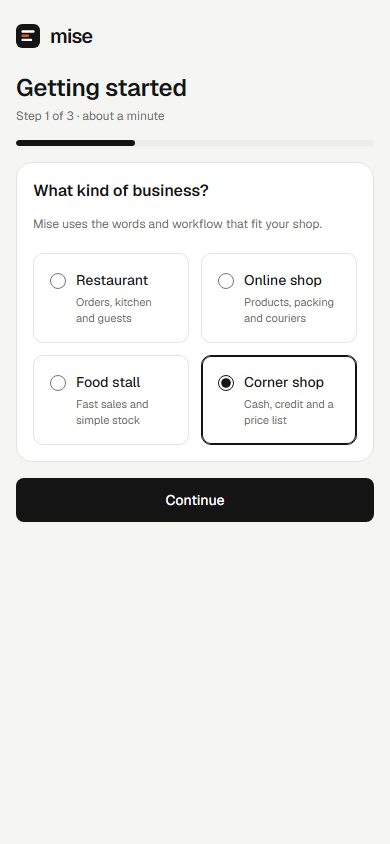 mise
Getting started
Step 1 of 3 · about a minute
What kind of business?
Mise uses the words and workflow that fit your shop.
Restaurant
Orders, kitchen
and guests
Online shop
Products, packing
and couriers
Food stall
Fast sales and
simple stock
Corner shop
Cash, credit and a
price list
Continue